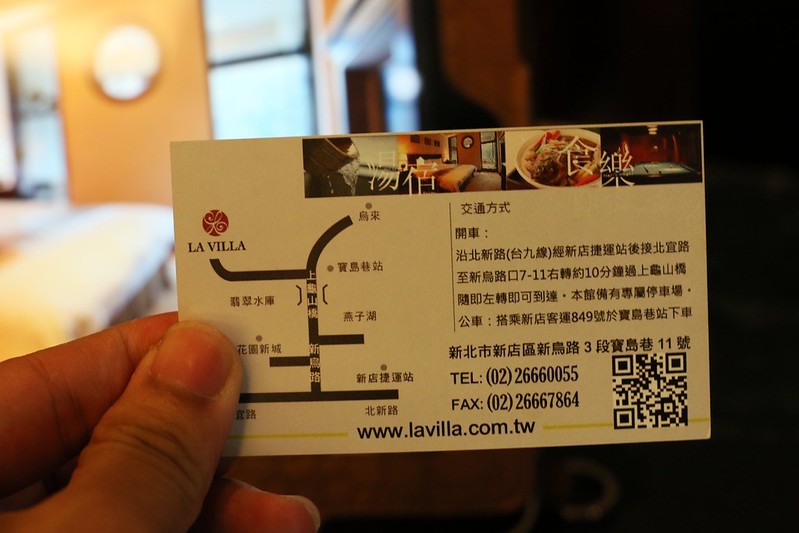 湯宿
食樂
LA VILLA
烏來
寶島巷站
上龜山橋
翡翠水庫
燕子湖
花園新城
新烏路
新店捷運站
宜路
北新路
交通方式
開車：
沿北新路(台九線)經新店捷運站後接北宜路
至新烏路口7-11右轉約10分鐘過上龜山橋
隨即左轉即可到達。本館備有專屬停車場。
公車：搭乘新店客運849號於寶島巷站下車
新北市新店區新烏路 3 段寶島巷 11 號
TEL: (02) 26660055
FAX: (02) 26667864
www.lavilla.com.tw